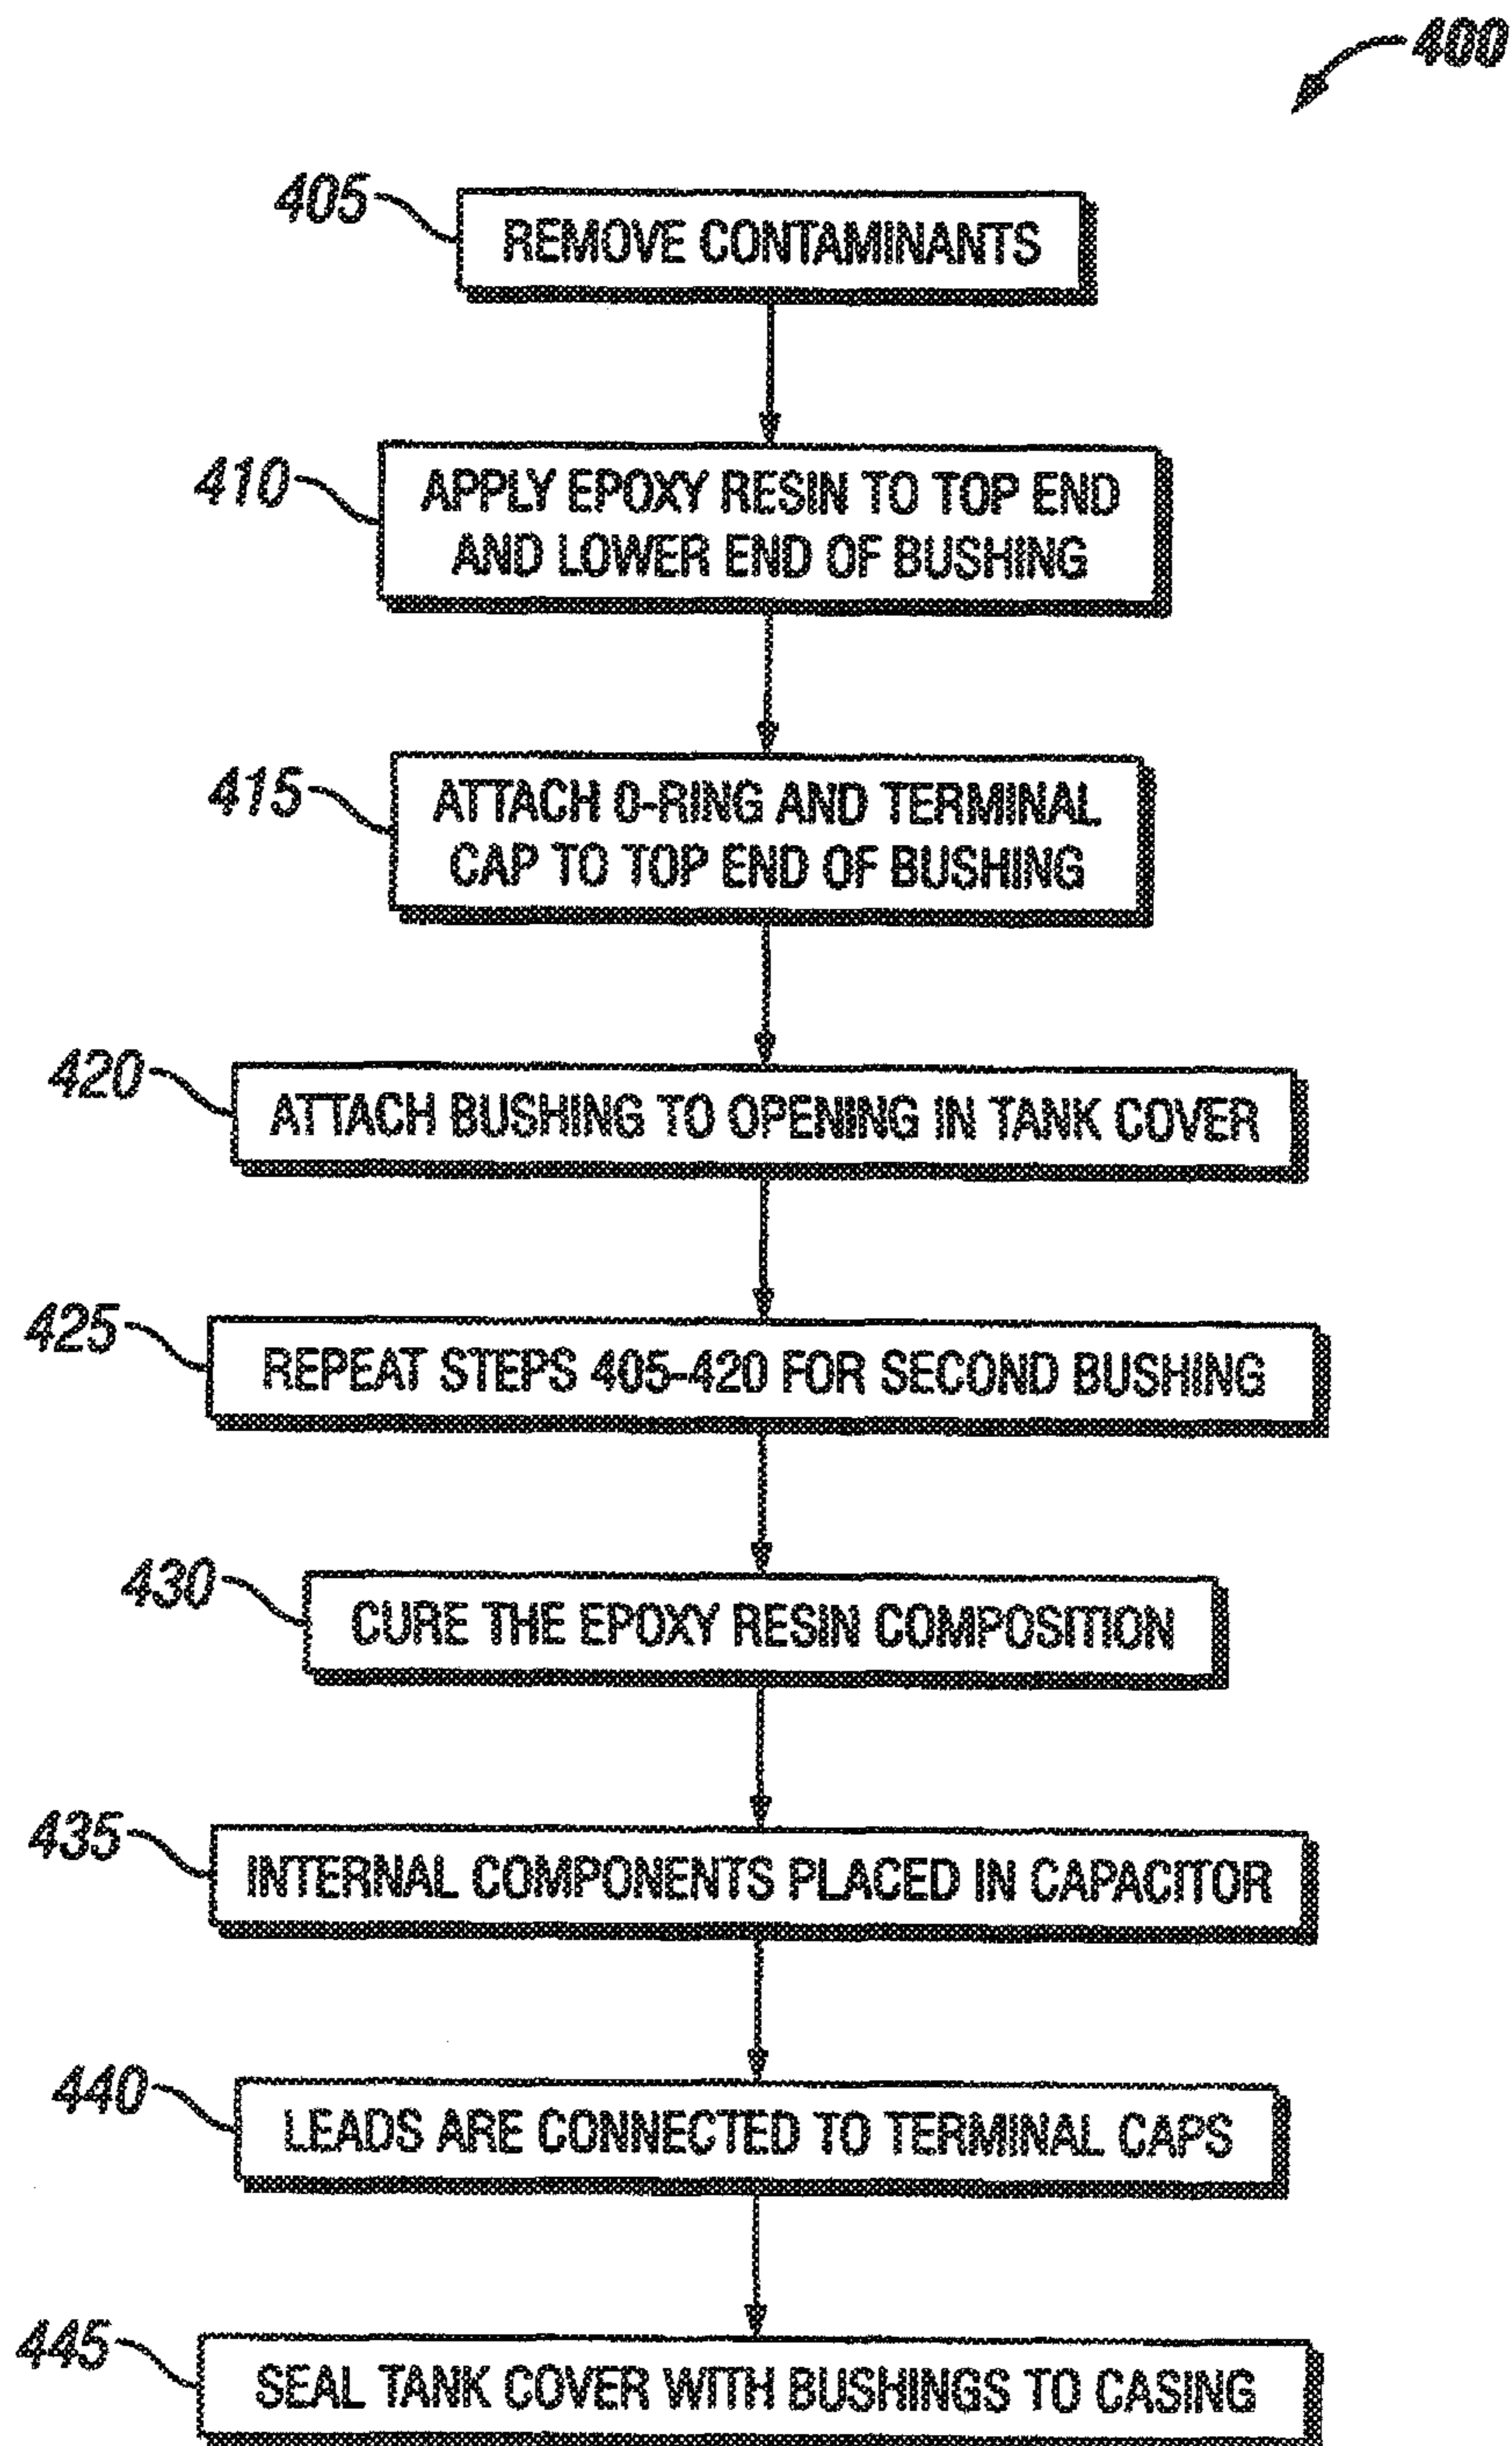 400
405
REMOVE CONTAMINANTS
410
APPLY EPOXY RESIN TO TOP END
AND LOWER END OF BUSHING
415
ATTACH O-RING AND TERMINAL
CAP TO TOP END OF BUSHING
420
ATTACH BUSHING TO OPENING IN TANK COVER
425
REPEAT STEPS 405-420 FOR SECOND BUSHING
430
CURE THE EPOXY RESIN COMPOSITION
435
INTERNAL COMPONENTS PLACED IN CAPACITOR
440
LEADS ARE CONNECTED TO TERMINAL CAPS
445
SEAL TANK COVER WITH BUSHINGS TO CASING